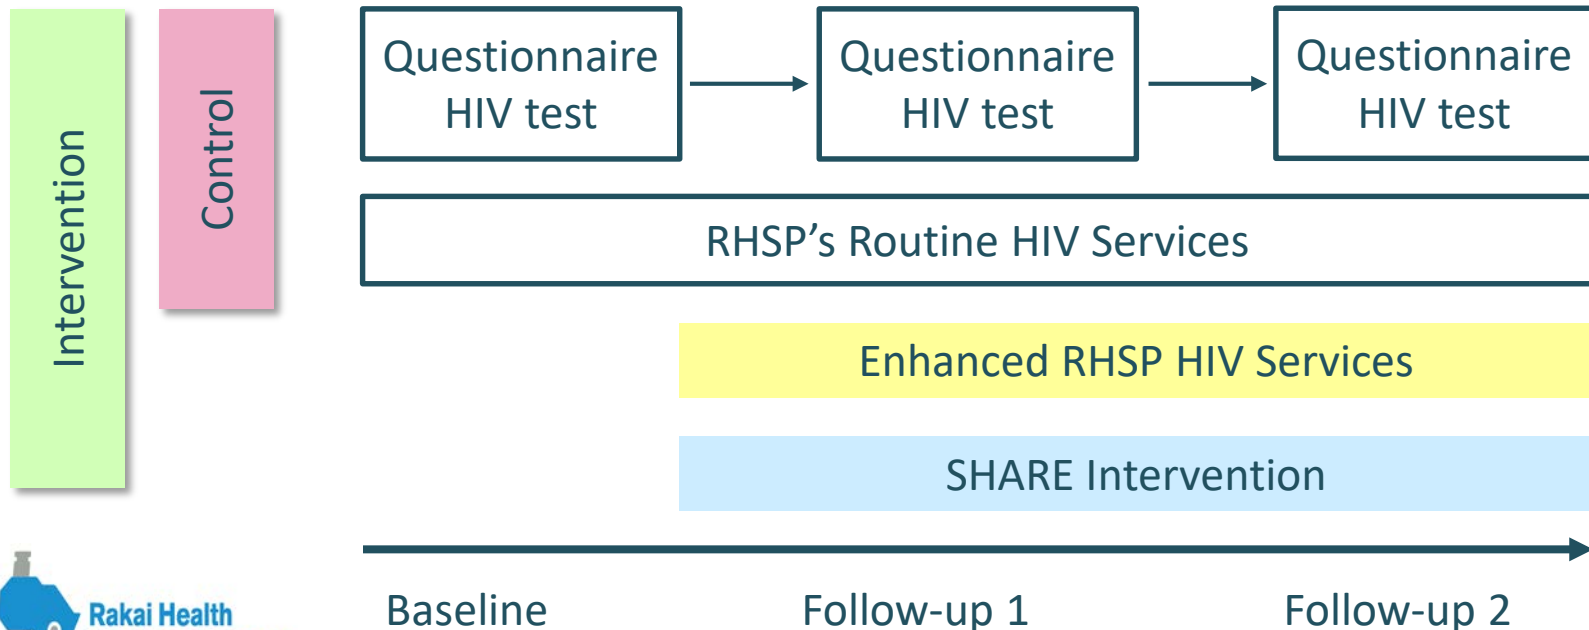 Intervention
Control
Questionnaire
HIV test
Questionnaire
HIV test
Questionnaire
HIV test
RHSP's Routine HIV Services
Enhanced RHSP HIV Services
SHARE Intervention
Baseline
Follow-up 1
Follow-up 2
Rakai Health